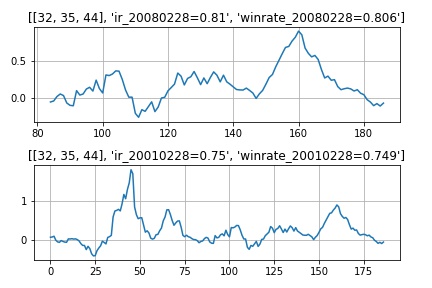 [[32, 35, 44], 'ir_20080228=0.81', 'winrate_20080228=0.806']
0.5
0.0
80 100 120 140 160 180
[[32, 35, 44], 'ir_20010228=0.75', 'winrate_20010228=0.749']
1
0
0 25 50 75 100 125 150 175